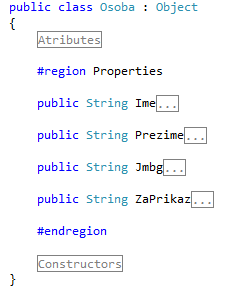 public class Osoba : Object
{
Atributes
#region Properties
public String Ime...
public String Prezime...
public String Jmbg...
public String ZaPrikaz...
#endregion
Constructors
}